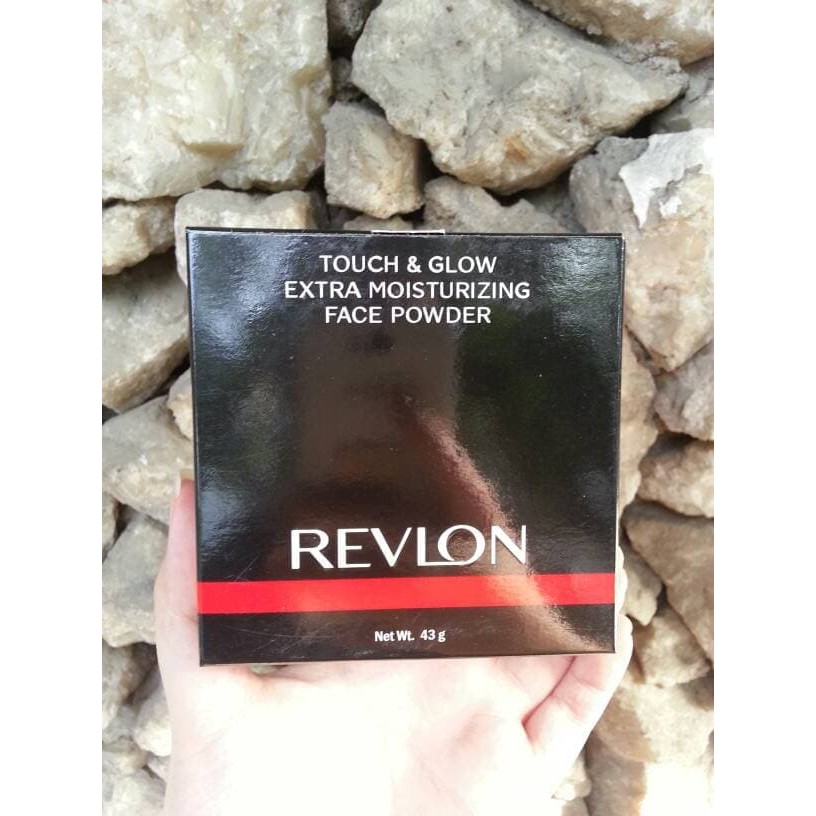 TOUCH & GLOW
EXTRA MOISTURIZING
FACE POWDER
REVLON
Net Wt. 43 g